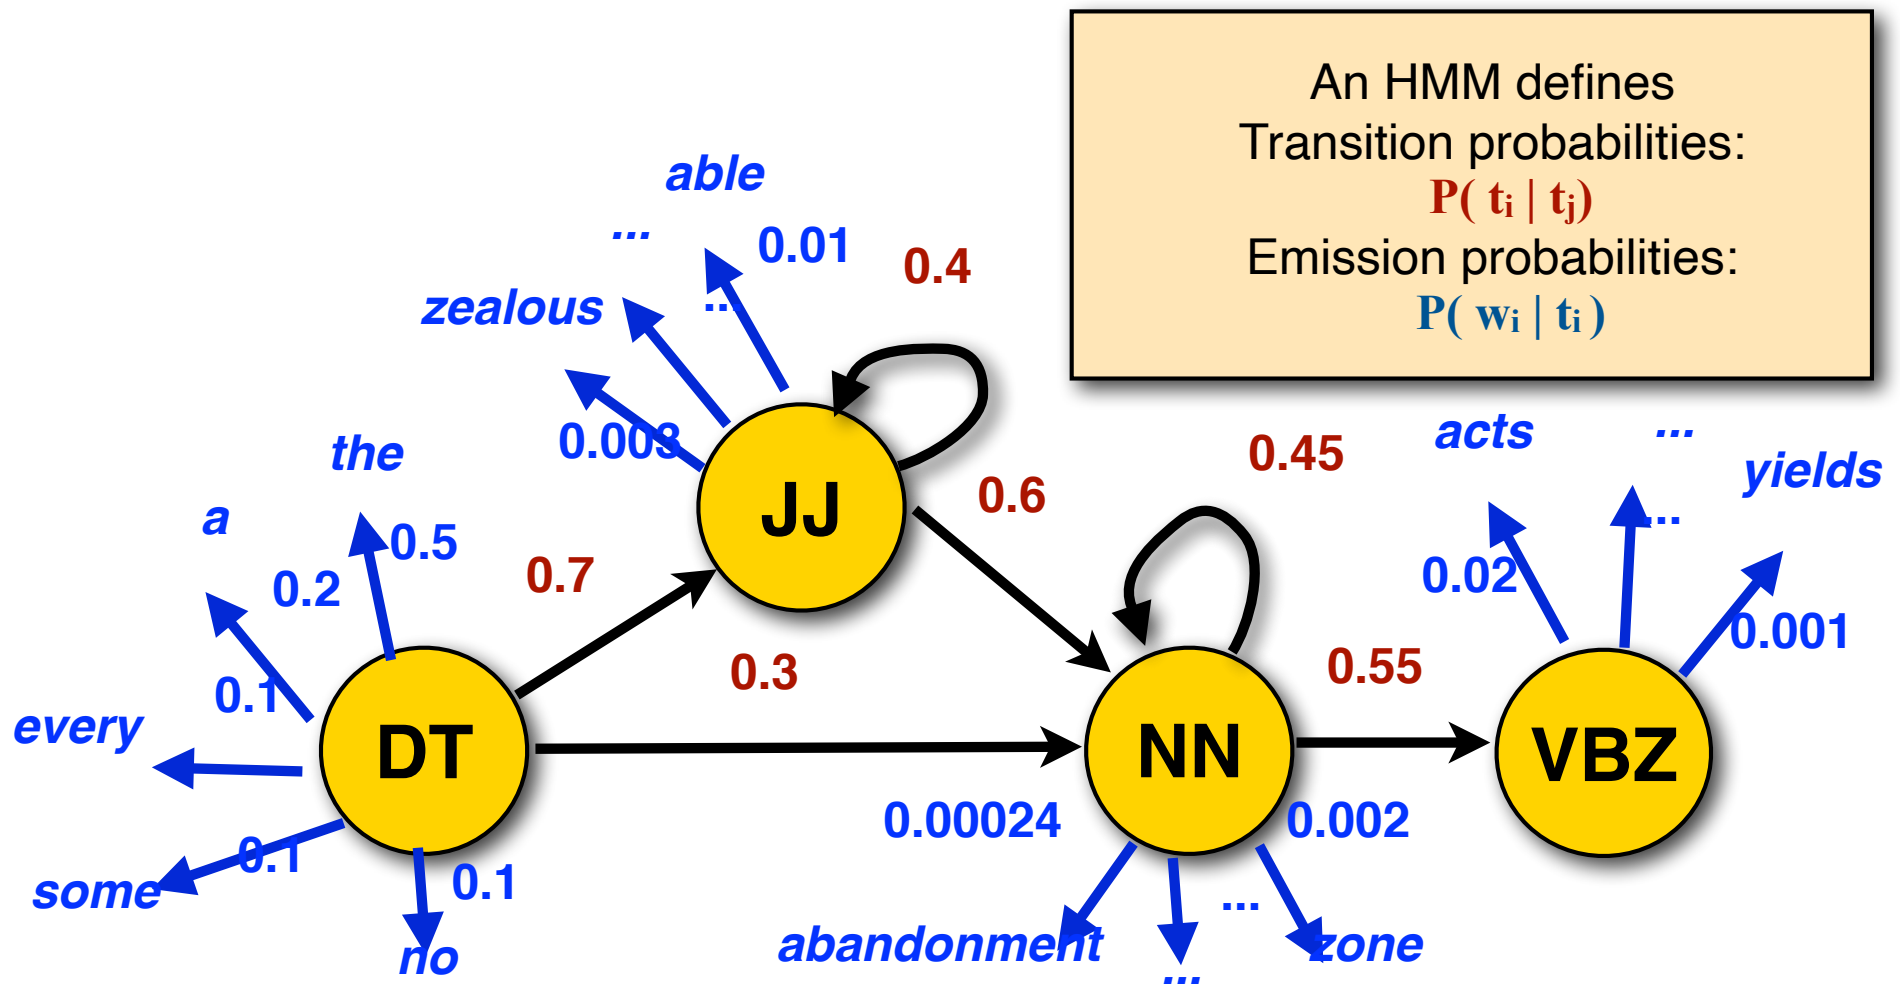 An HMM defines
Transition probabilities:
P( ti | tj)
Emission probabilities:
P( wi | ti )
able
...
0.01
0.4
zealous
...
0.003
the
acts
...
0.45
yields
a
0.5
JJ
0.6
...
0.2
0.7
0.02
0.001
0.3
0.55
0.1
every
DT
NN
VBZ
0.00024
0.002
0.1
some
0.1
...
abandonment
zone
no
...